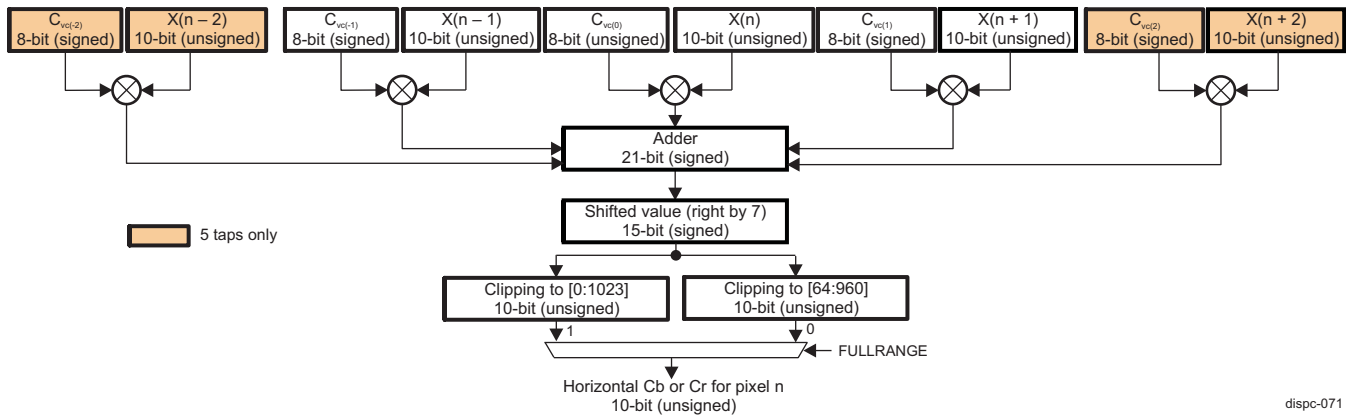 Cvc(-2)
8-bit (signed)
X(n – 2)
10-bit (unsigned)
Cvc(-1)
8-bit (signed)
X(n – 1)
10-bit (unsigned)
Cvc(0)
8-bit (unsigned)
X(n)
10-bit (unsigned)
Cvc(1)
8-bit (signed)
X(n + 1)
10-bit (unsigned)
Cvc(2)
8-bit (signed)
X(n + 2)
10-bit (unsigned)
Adder
21-bit (signed)
Shifted value (right by 7)
15-bit (signed)
5 taps only
Clipping to [0:1023]
10-bit (unsigned)
Clipping to [64:960]
10-bit (unsigned)
1
0
FULLRANGE
Horizontal Cb or Cr for pixel n
10-bit (unsigned)
dispc-071